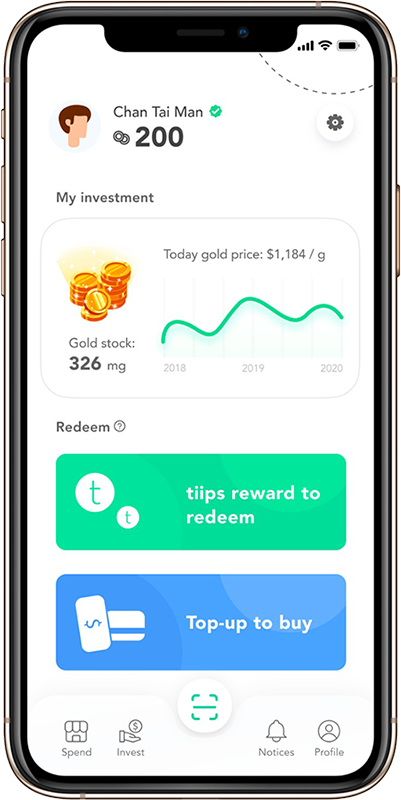 Chan Tai Man
200
My investment
Today gold price: $1,184 / g
Gold stock:
326 mg
2018 2019 2020
Redeem ?
t
t
tiips reward to
redeem
$
Top-up to buy
$
Spend Invest Notices Profile